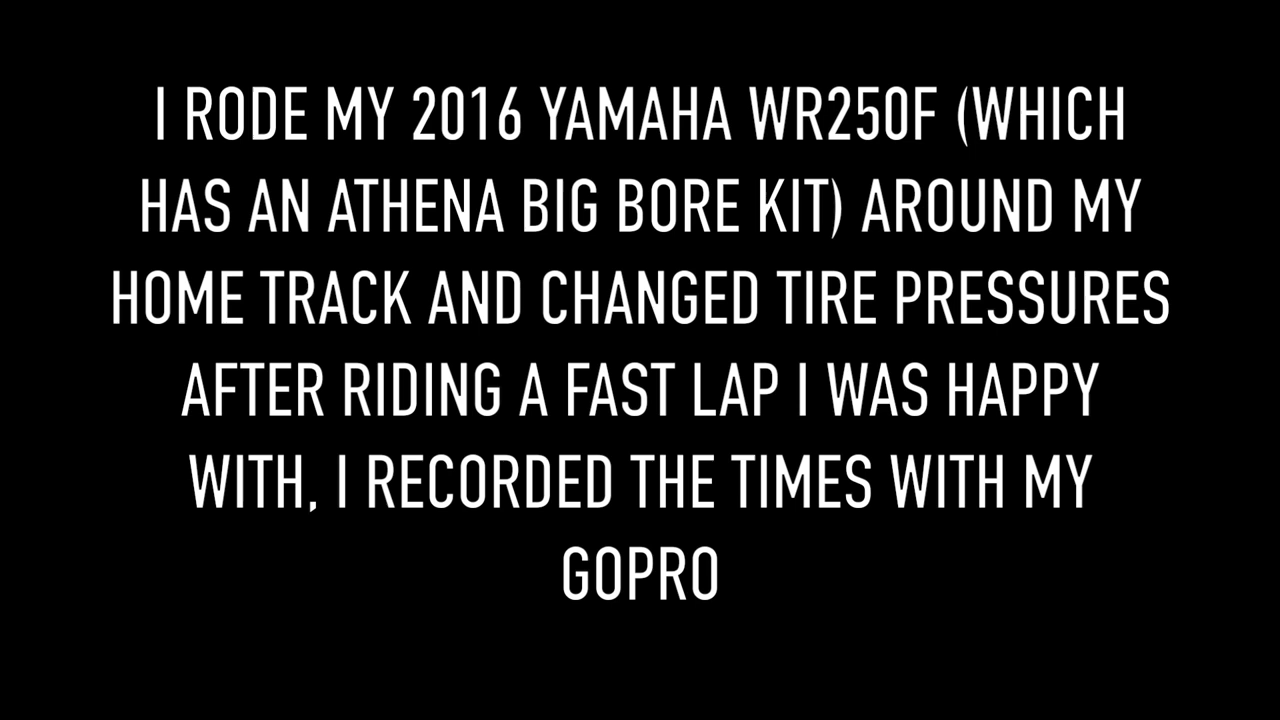 I RODE MY 2016 YAMAHA WR250F (WHICH
HAS AN ATHENA BIG BORE KIT) AROUND MY
HOME TRACK AND CHANGED TIRE PRESSURES
AFTER RIDING A FAST LAP I WAS HAPPY
WITH, I RECORDED THE TIMES WITH MY
GOPRO